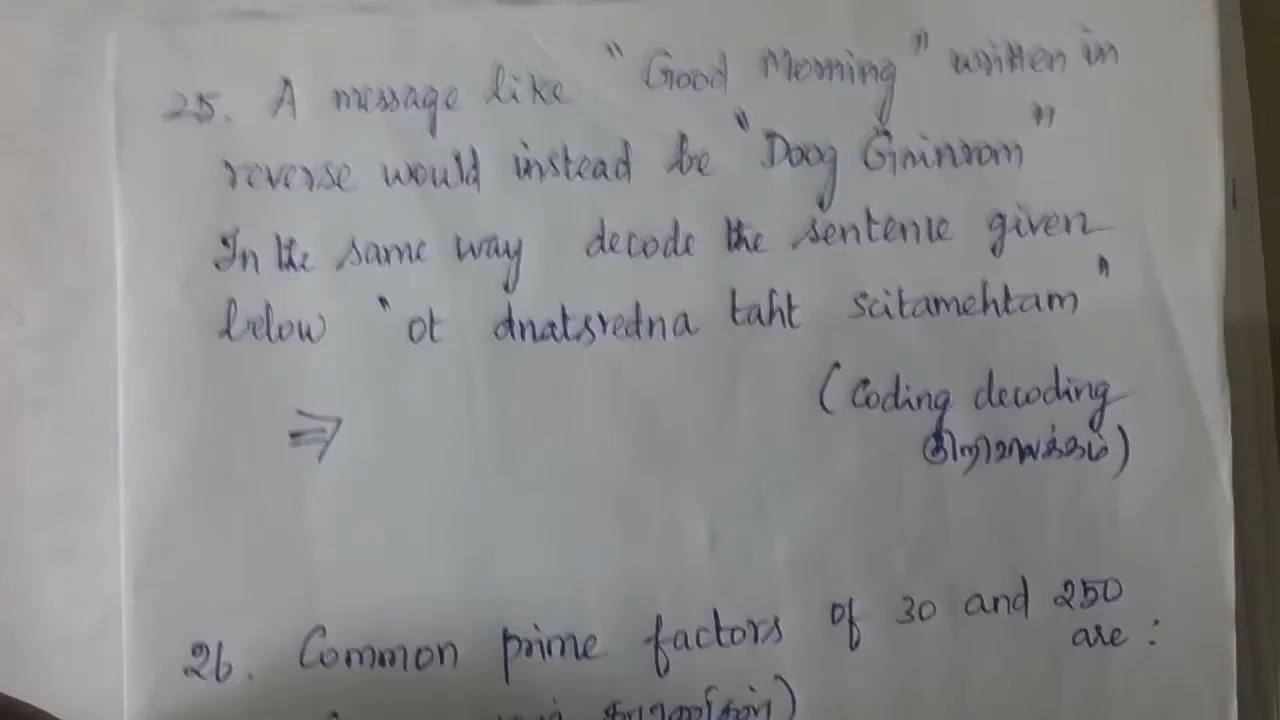 25. A message like "Good Morning" written in
reverse would instead be "Doog Gninrom"
In the same way decode the sentence given
below "ot dnatsredna taht scitamehtam"
⇒ (Coding decoding
26. Common prime factors of 30 and 250
are :